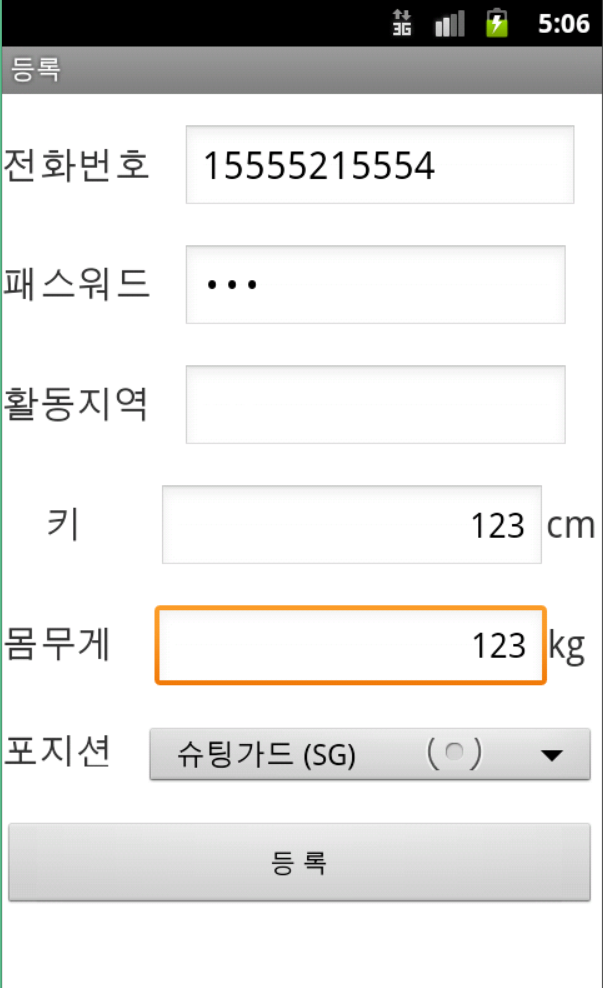 3G 5:06
등록
전화번호 15555215554
패스워드 •••
활동지역
키 123 cm
몸무게 123 kg
포지션 슈팅가드 (SG)
등 록